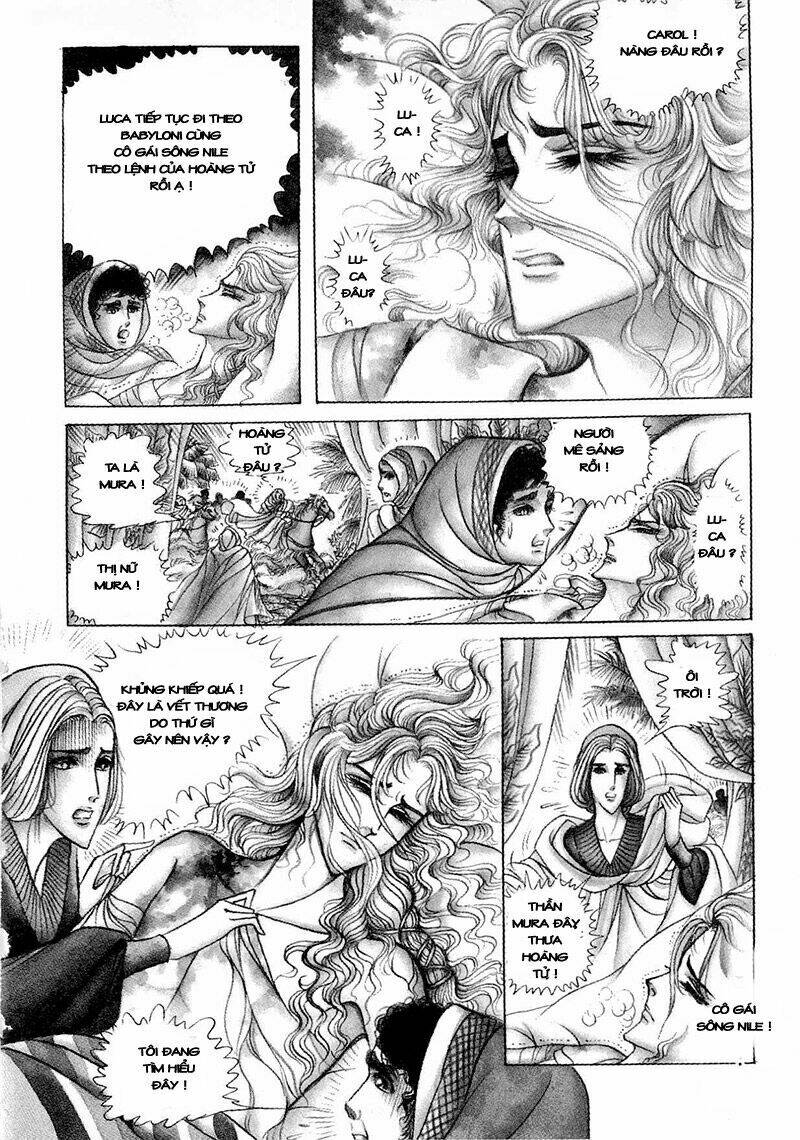 LUCA TIẾP TỤC ĐI THEO
BABYLONI CÙNG
CÔ GÁI SÔNG NILE
THEO LỆNH CỦA HOÀNG TỬ
RỒI Ạ !
CAROL !
NÀNG ĐÂU RỒI ?
LU-
CA !
LU-
CA
ĐÂU?
TA LÀ
MURA !
HOÀNG
TỬ
ĐÂU ?
NGƯỜI
MÊ SẢNG
RỒI !
LU-
CA
ĐÂU ?
THỊ NỮ
MURA !
KHỦNG KHIẾP QUÁ !
ĐÂY LÀ VẾT THƯƠNG
DO THỨ GÌ
GÂY NÊN VẬY ?
ÔI
TRỜI !
THẦN
MURA ĐÂY
THƯA
HOÀNG
TỬ !
CÔ GÁI
SÔNG NILE !
TÔI ĐANG
TÌM HIỂU
ĐÂY !